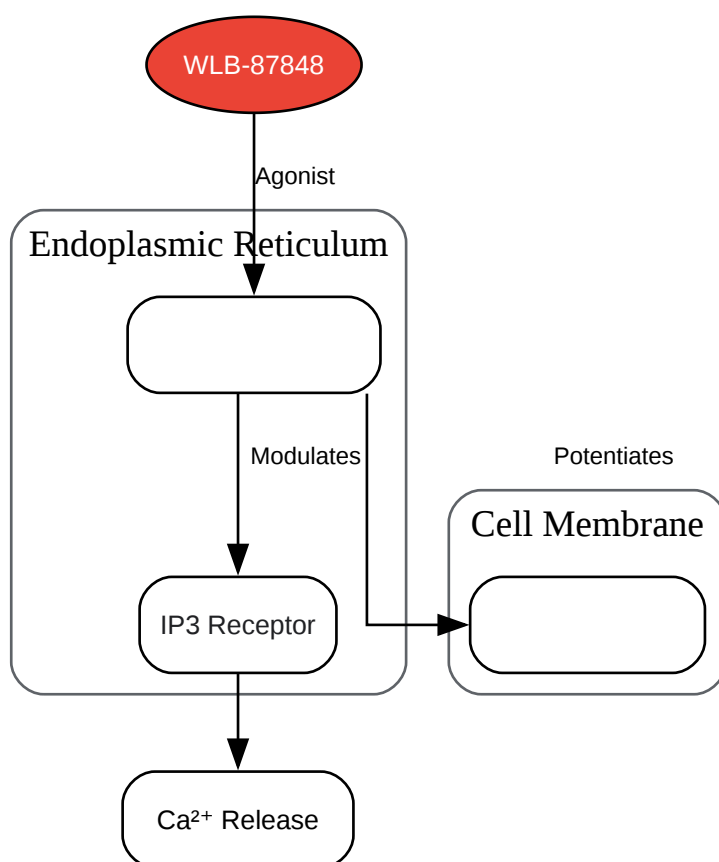 WLB-87848
Agonist
Endoplasmic Reticulum
Modulates
Potentiates
Cell Membrane
IP3 Receptor
Ca²⁺ Release